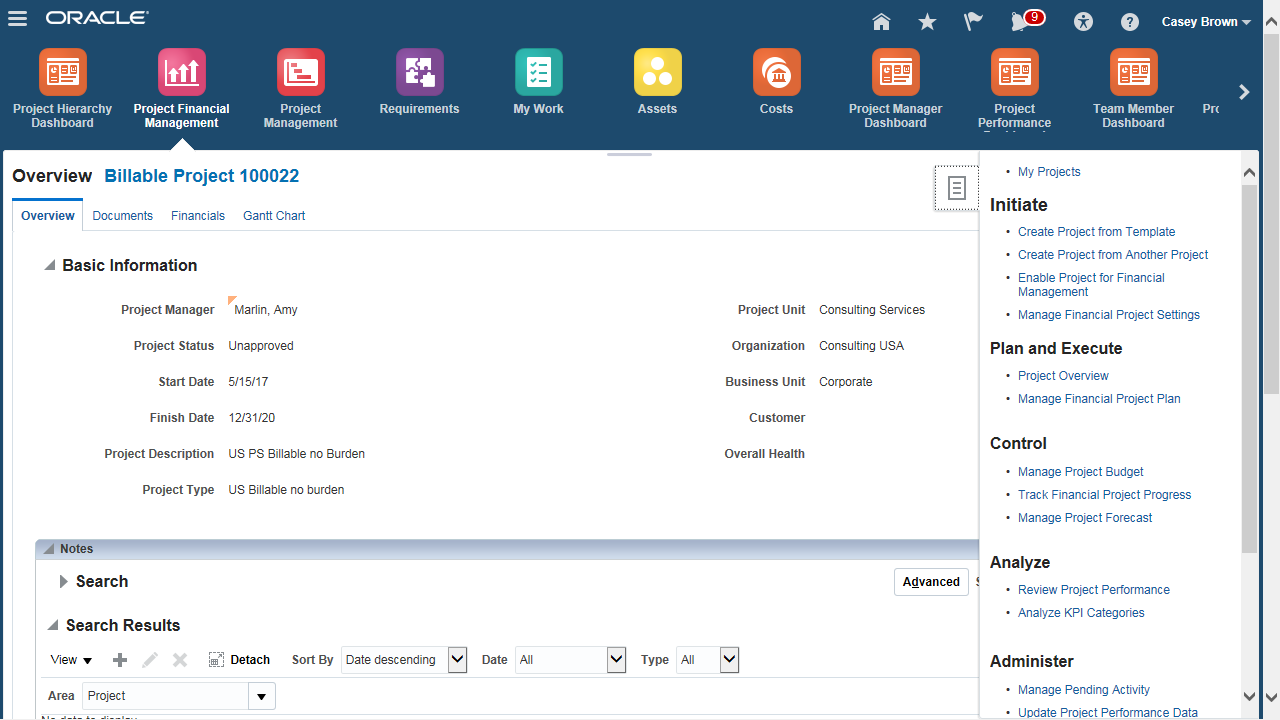 ORACLE
9
Casey Brown
Project Hierarchy
Dashboard
Project Financial
Management
Project
Management
Requirements
My Work
Assets
Costs
Project Manager
Dashboard
Project
Performance
Team Member
Dashboard
Overview Billable Project 100022
Overview Documents Financials Gantt Chart
Basic Information
Project Manager Marlin, Amy
Project Status Unapproved
Start Date 5/15/17
Finish Date 12/31/20
Project Description US PS Billable no Burden
Project Type US Billable no burden
Project Unit Consulting Services
Organization Consulting USA
Business Unit Corporate
Customer
Overall Health
Notes
Search
Advanced
Search Results
View Detach Sort By Date descending Date All Type All
Area Project
No data to display
• My Projects
Initiate
• Create Project from Template
• Create Project from Another Project
• Enable Project for Financial
Management
• Manage Financial Project Settings
Plan and Execute
• Project Overview
• Manage Financial Project Plan
Control
• Manage Project Budget
• Track Financial Project Progress
• Manage Project Forecast
Analyze
• Review Project Performance
• Analyze KPI Categories
Administer
• Manage Pending Activity
• Update Project Performance Data